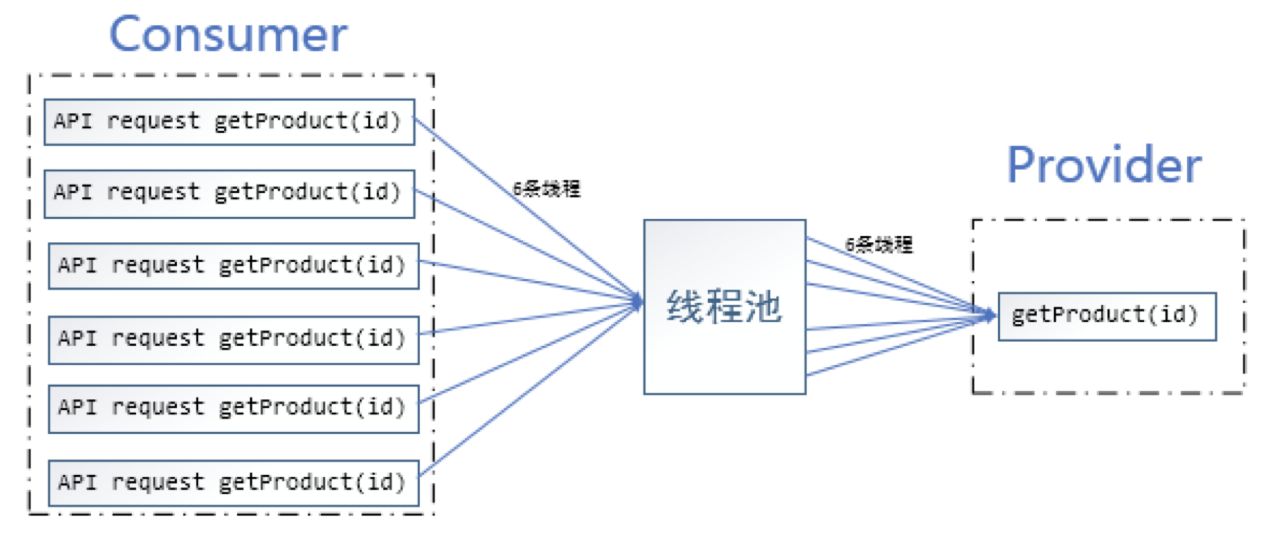 Consumer
API request getProduct(id)
API request getProduct(id)
API request getProduct(id)
API request getProduct(id)
API request getProduct(id)
API request getProduct(id)
6条线程
线程池
6条线程
Provider
getProduct(id)